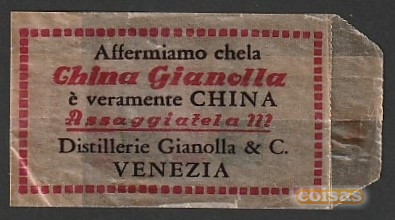 Affermiamo chela
China Gianolla
è veramente CHINA
Assaggiatela !!!
Distillerie Gianolla & C.
VENEZIA
coisas